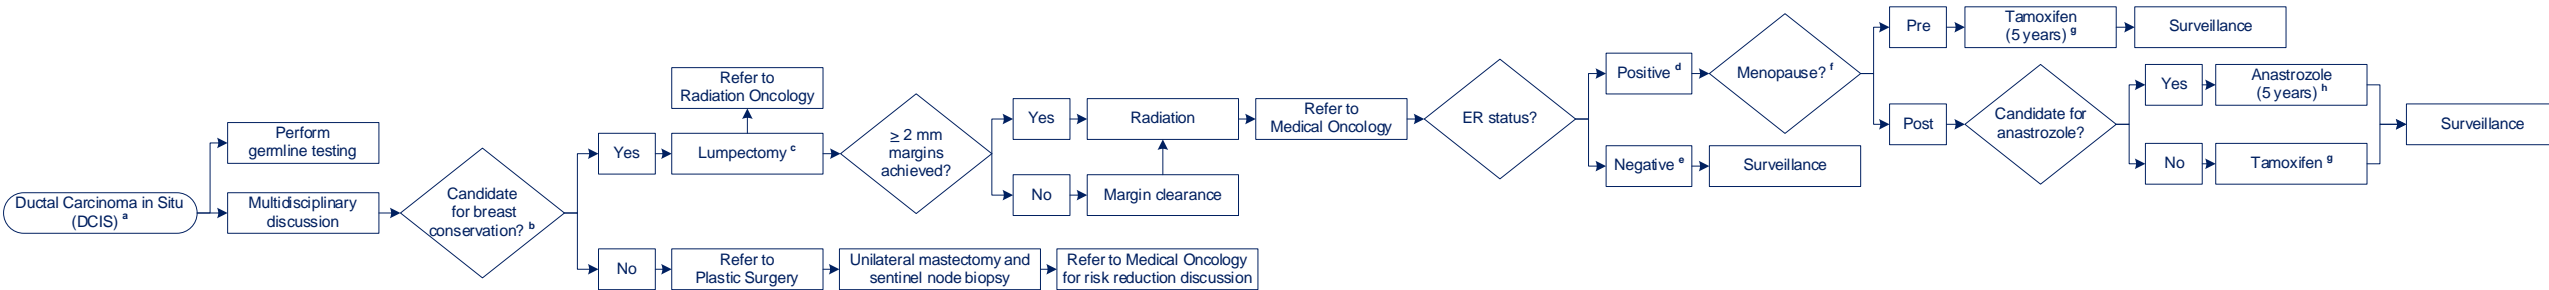 Ductal Carcinoma in Situ
(DCIS) a
Perform
germline testing
Multidisciplinary
discussion
Candidate
for breast
conservation? b
Yes
Refer to
Radiation Oncology
Lumpectomy c
≥ 2 mm
margins
achieved?
Yes
Radiation
No
Margin clearance
Refer to
Medical Oncology
No
Refer to
Plastic Surgery
Unilateral mastectomy and
sentinel node biopsy
Refer to Medical Oncology
for risk reduction discussion
ER status?
Positive d
Negative e
Surveillance
Menopause? f
Pre
Tamoxifen
(5 years) g
Surveillance
Post
Candidate for
anastrozole?
Yes
Anastrozole
(5 years) h
No
Tamoxifen g
Surveillance